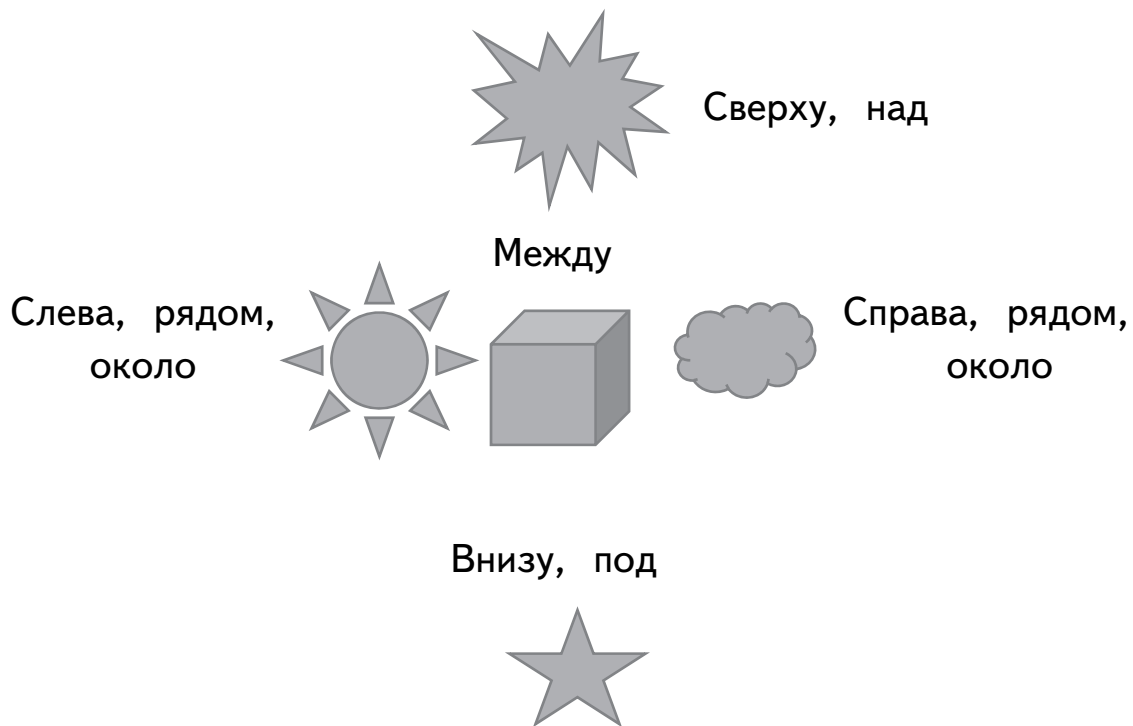 Сверху, над
Между
Слева, рядом,
около
Справа, рядом,
около
Внизу, под